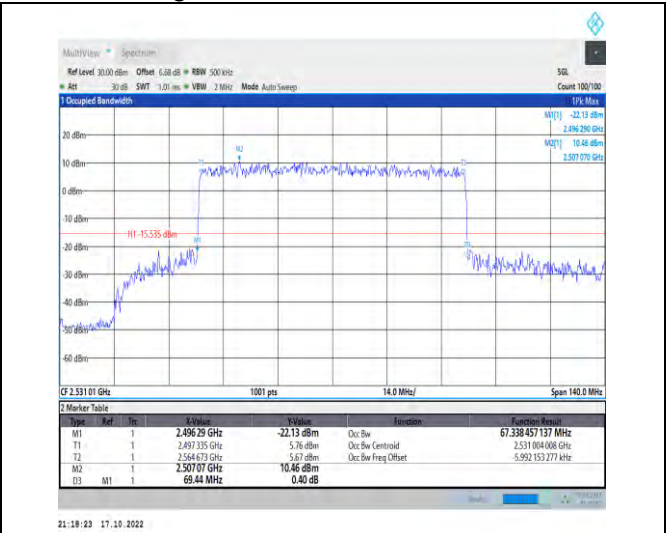 MultiView Spectrum
Ref Level 30.00 dBm Offset 6.68 dB RBW 500 kHz SGL
Att 30 dB SWT 1.01 ms VBW 2 MHz Mode Auto Sweep Count 100/100
1 Occupied Bandwidth 1Pk Max
M1[1] -22.13 dBm
2.496 290 GHz
20 dBm M2[1] 10.46 dBm
2.507 070 GHz
M2
10 dBm T1 T2
0 dBm
-10 dBm
H1 -15.535 dBm
M1
-20 dBm
-30 dBm
-40 dBm
-50 dBm
-60 dBm
CF 2.531 01 GHz 1001 pts 14.0 MHz/ Span 140.0 MHz
2 Marker Table
Type Ref Trc X-Value Y-Value Function Function Result
M1 1 2.496 29 GHz -22.13 dBm Occ Bw 67.338 457 137 MHz
T1 1 2.497 335 GHz 5.76 dBm Occ Bw Centroid 2.531 004 008 GHz
T2 1 2.564 673 GHz 5.67 dBm Occ Bw Freq Offset -5.992 153 277 kHz
M2 1 2.507 07 GHz 10.46 dBm
D3 M1 1 69.44 MHz 0.40 dB
21:18:23 17.10.2022